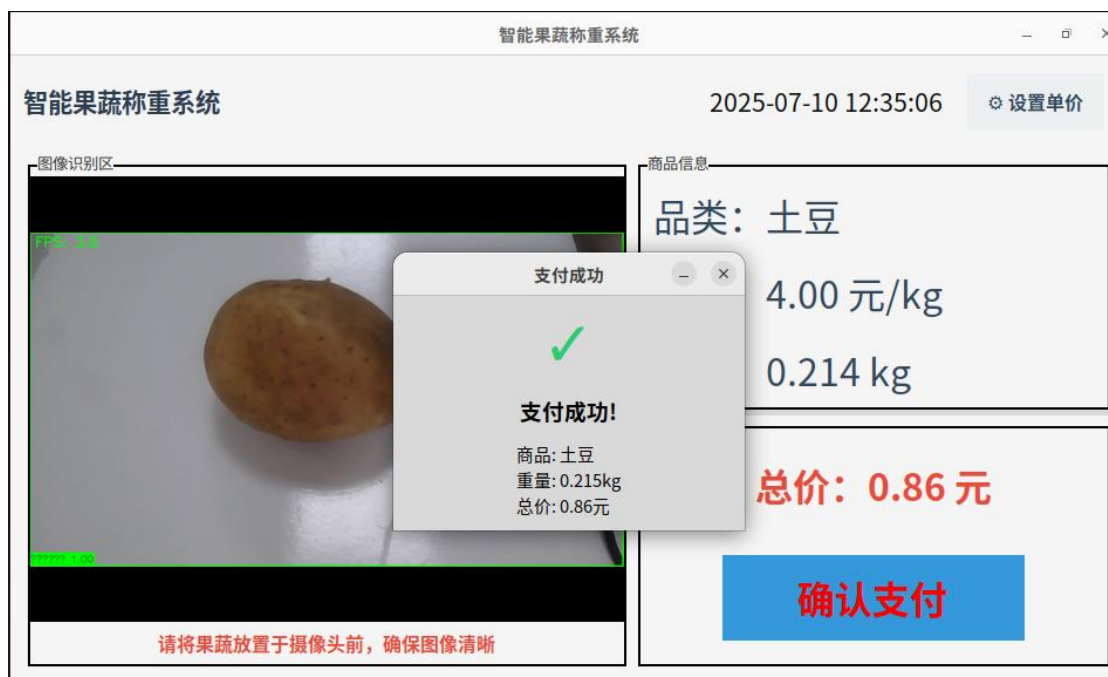 智能果蔬称重系统
智能果蔬称重系统
2025-07-10 12:35:06
⚙ 设置单价
图像识别区
商品信息
FPS: 
品类： 土豆
4.00 元/kg
0.214 kg
支付成功
✓
支付成功!
商品: 土豆
重量: 0.215kg
总价: 0.86元
总价：0.86 元
确认支付
?????? 1.00
请将果蔬放置于摄像头前，确保图像清晰